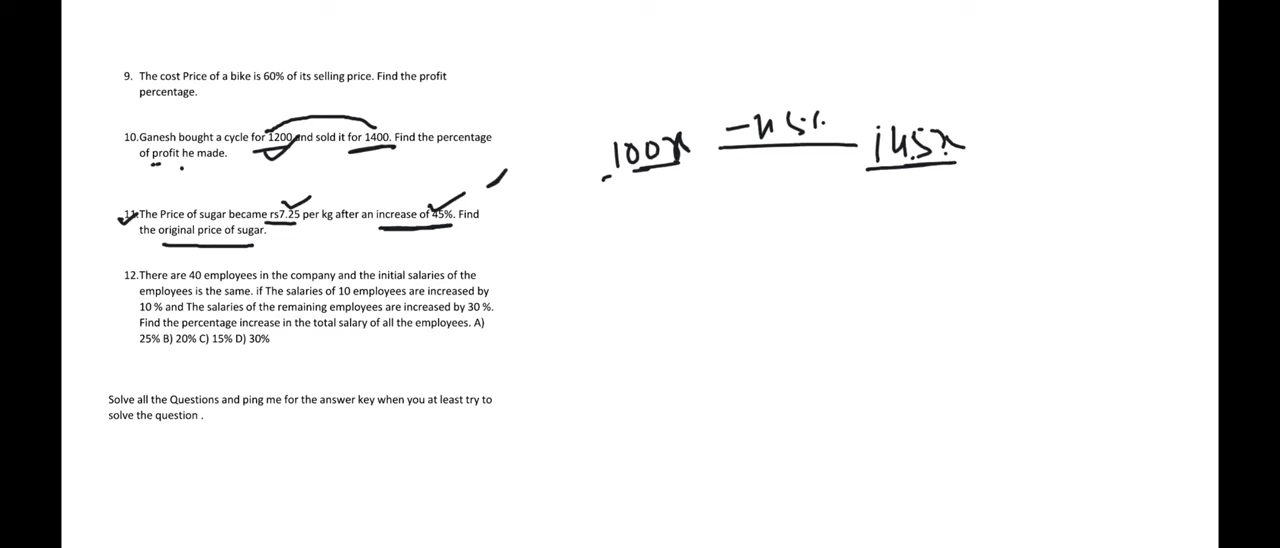 9. The cost Price of a bike is 60% of its selling price. Find the profit
percentage.
10.Ganesh bought a cycle for 1200 and sold it for 1400. Find the percentage
of profit he made.
100x -45% 145x
11.The Price of sugar became rs7.25 per kg after an increase of 45%. Find
the original price of sugar.
12.There are 40 employees in the company and the initial salaries of the
employees is the same. if The salaries of 10 employees are increased by
10 % and The salaries of the remaining employees are increased by 30 %.
Find the percentage increase in the total salary of all the employees. A)
25% B) 20% C) 15% D) 30%
Solve all the Questions and ping me for the answer key when you at least try to
solve the question .